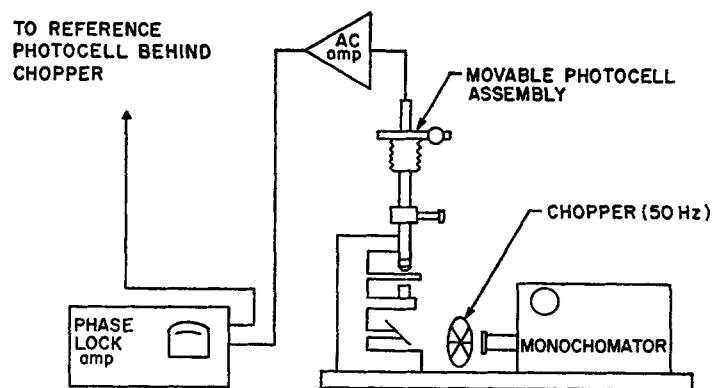 TO REFERENCE
PHOTOCELL BEHIND
CHOPPER
AC
amp
MOVABLE PHOTOCELL
ASSEMBLY
CHOPPER (50 Hz)
PHASE
LOCK
amp
MONOCHOMATOR